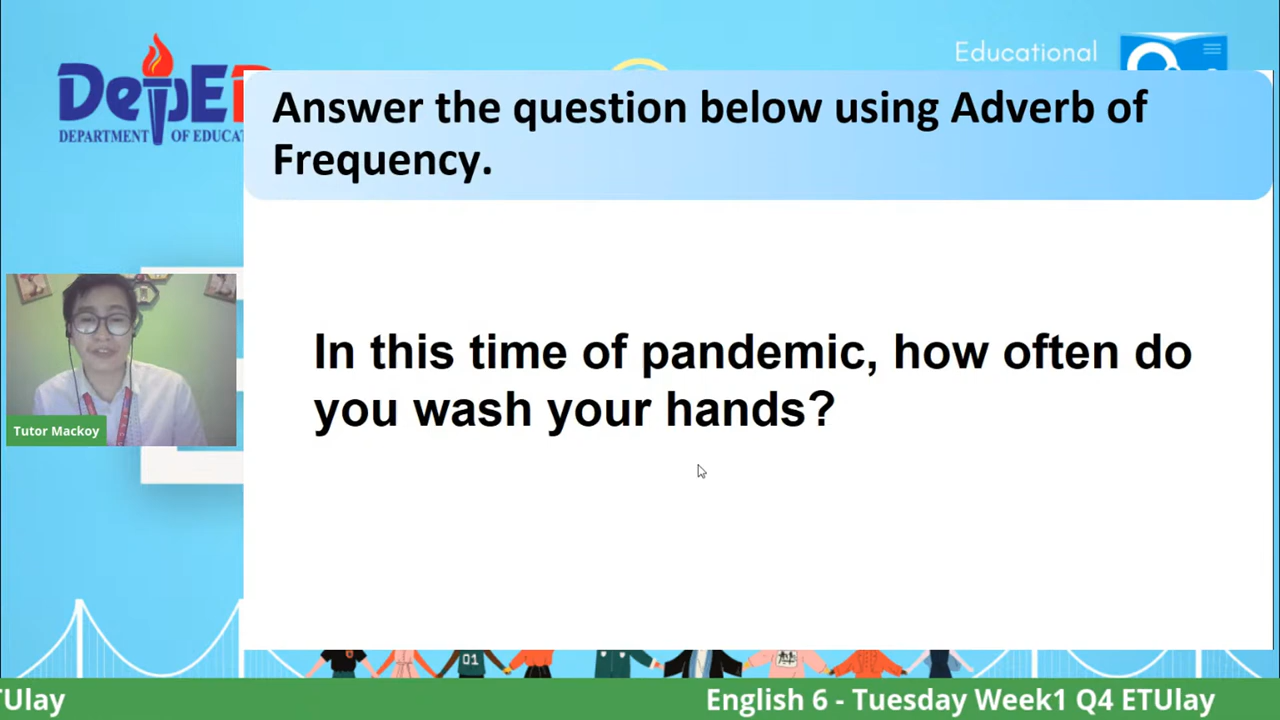 DepED
DEPARTMENT OF EDUCAT
Educational
Answer the question below using Adverb of
Frequency.
In this time of pandemic, how often do
you wash your hands?
Tutor Mackoy
01
TUlay
English 6 - Tuesday Week1 Q4 ETUlay